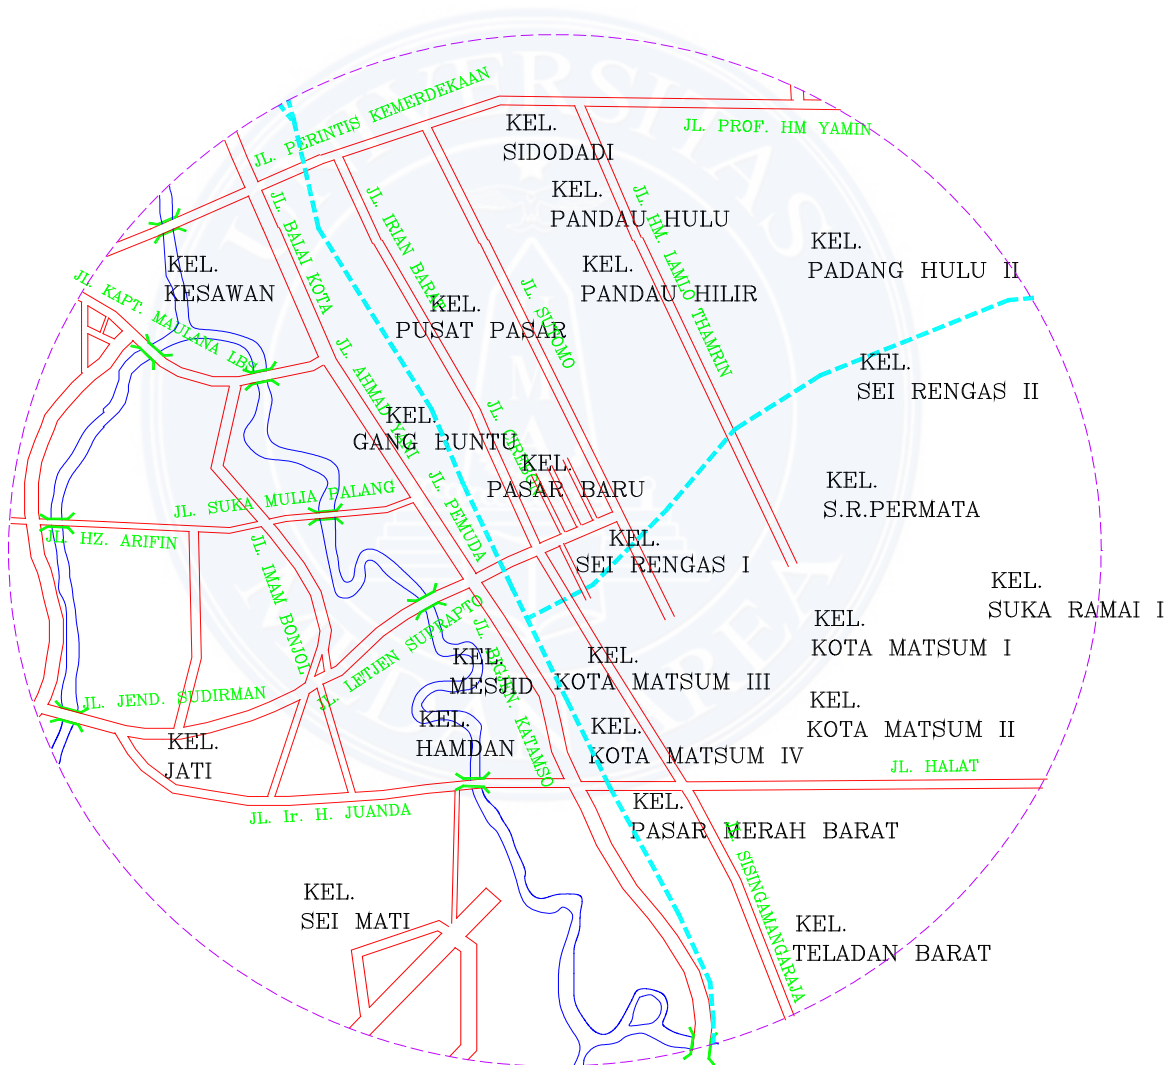 UNIVERSITAS
JL. PERINTIS KEMERDEKAAN
JL. PROF. HM YAMIN
KEL.
SIDODADI
KEL.
PANDAU HULU
JL. HM. LAMLO THAMRIN
KEL.
PADANG HULU II
JL. BALAI KOTA
JL. IRIAN BARAT
KEL.
KESAWAN
KEL.
PANDAU HILIR
JL. KAPT. MAULANA LBS
KEL.
PUSAT PASAR
JL. SUTOMO
JL. AHMAD YANI
KEL.
SEI RENGAS II
KEL.
GANG BUNTU
JL. CIREBON
KEL.
PASAR BARU
JL. PEMUDA
KEL.
S.R.PERMATA
JL. SUKA MULIA PALANG
JL. HZ. ARIFIN
JL. IMAM BONJOL
KEL.
SEI RENGAS I
KEL.
SUKA RAMAI I
JL. LETJEN SUPRAPTO
JL. BRGJEN. KATAMSO
KEL.
KOTA MATSUM I
KEL.
MESJID
KEL.
KOTA MATSUM III
JL. JEND. SUDIRMAN
KEL.
HAMDAN
KEL.
KOTA MATSUM IV
KEL.
KOTA MATSUM II
KEL.
JATI
JL. HALAT
JL. Ir. H. JUANDA
KEL.
PASAR MERAH BARAT
JL. SISINGAMANGARAJA
KEL.
SEI MATI
KEL.
TELADAN BARAT